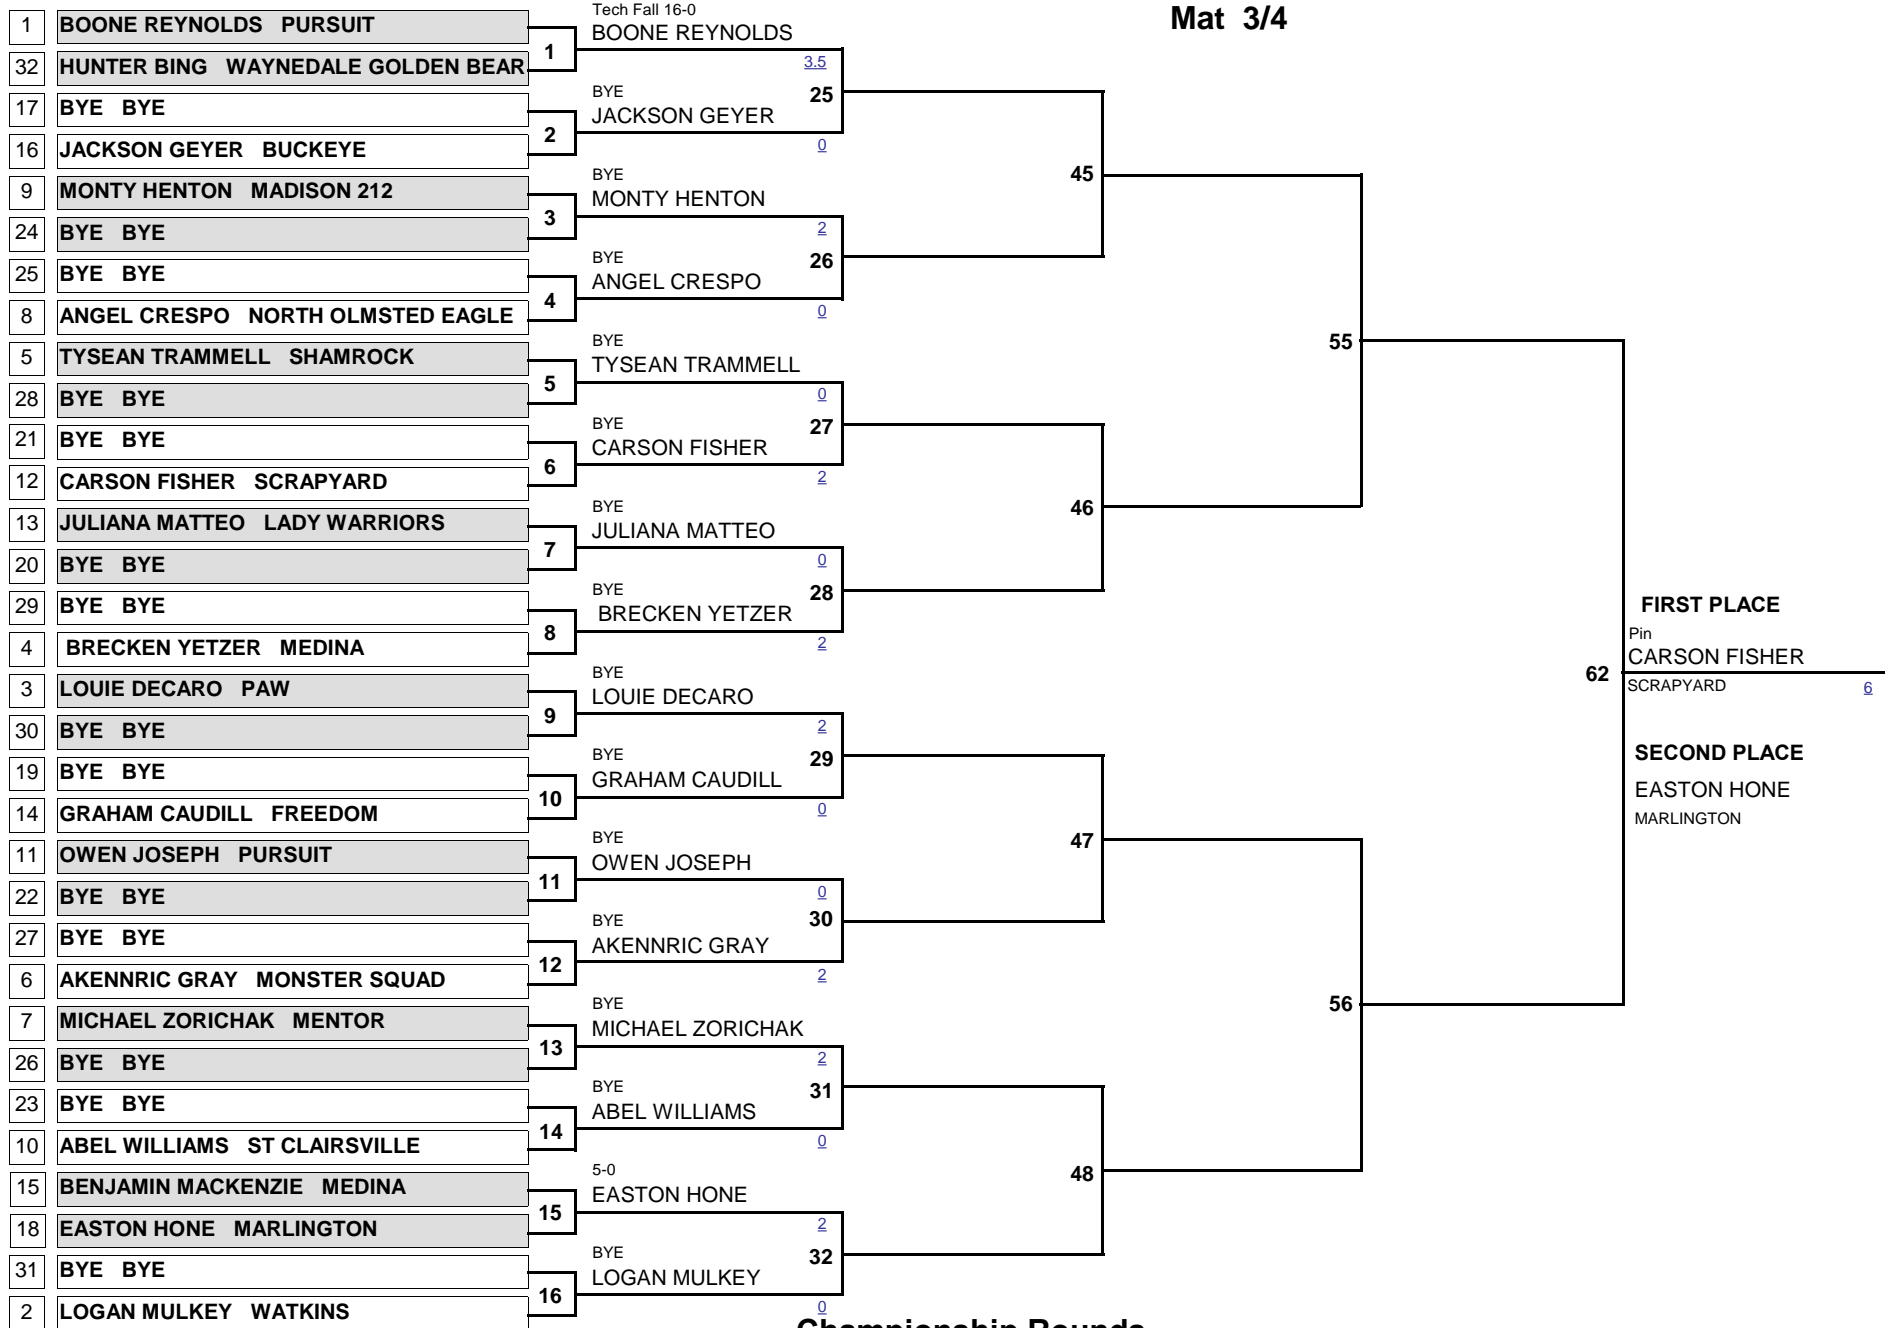 Mat 3/4
1 BOONE REYNOLDS PURSUIT
32 HUNTER BING WAYNEDALE GOLDEN BEAR
17 BYE BYE
16 JACKSON GEYER BUCKEYE
9 MONTY HENTON MADISON 212
24 BYE BYE
25 BYE BYE
8 ANGEL CRESPO NORTH OLMSTED EAGLE
5 TYSEAN TRAMMELL SHAMROCK
28 BYE BYE
21 BYE BYE
12 CARSON FISHER SCRAPYARD
13 JULIANA MATTEO LADY WARRIORS
20 BYE BYE
29 BYE BYE
4 BRECKEN YETZER MEDINA
3 LOUIE DECARO PAW
30 BYE BYE
19 BYE BYE
14 GRAHAM CAUDILL FREEDOM
11 OWEN JOSEPH PURSUIT
22 BYE BYE
27 BYE BYE
6 AKENNRIC GRAY MONSTER SQUAD
7 MICHAEL ZORICHAK MENTOR
26 BYE BYE
23 BYE BYE
10 ABEL WILLIAMS ST CLAIRSVILLE
15 BENJAMIN MACKENZIE MEDINA
18 EASTON HONE MARLINGTON
31 BYE BYE
2 LOGAN MULKEY WATKINS
1
2
3
4
5
6
7
8
9
10
11
12
13
14
15
16
Tech Fall 16-0
BOONE REYNOLDS
3.5
BYE
25
JACKSON GEYER
0
BYE
MONTY HENTON
2
BYE
26
ANGEL CRESPO
0
BYE
TYSEAN TRAMMELL
0
BYE
27
CARSON FISHER
2
BYE
JULIANA MATTEO
0
BYE
28
BRECKEN YETZER
2
BYE
LOUIE DECARO
2
BYE
29
GRAHAM CAUDILL
0
BYE
OWEN JOSEPH
0
BYE
30
AKENNRIC GRAY
2
BYE
MICHAEL ZORICHAK
2
BYE
31
ABEL WILLIAMS
0
5-0
EASTON HONE
2
BYE
32
LOGAN MULKEY
0
45
46
47
48
55
56
62
FIRST PLACE
Pin
CARSON FISHER
SCRAPYARD 6
SECOND PLACE
EASTON HONE
MARLINGTON
Championship Rounds